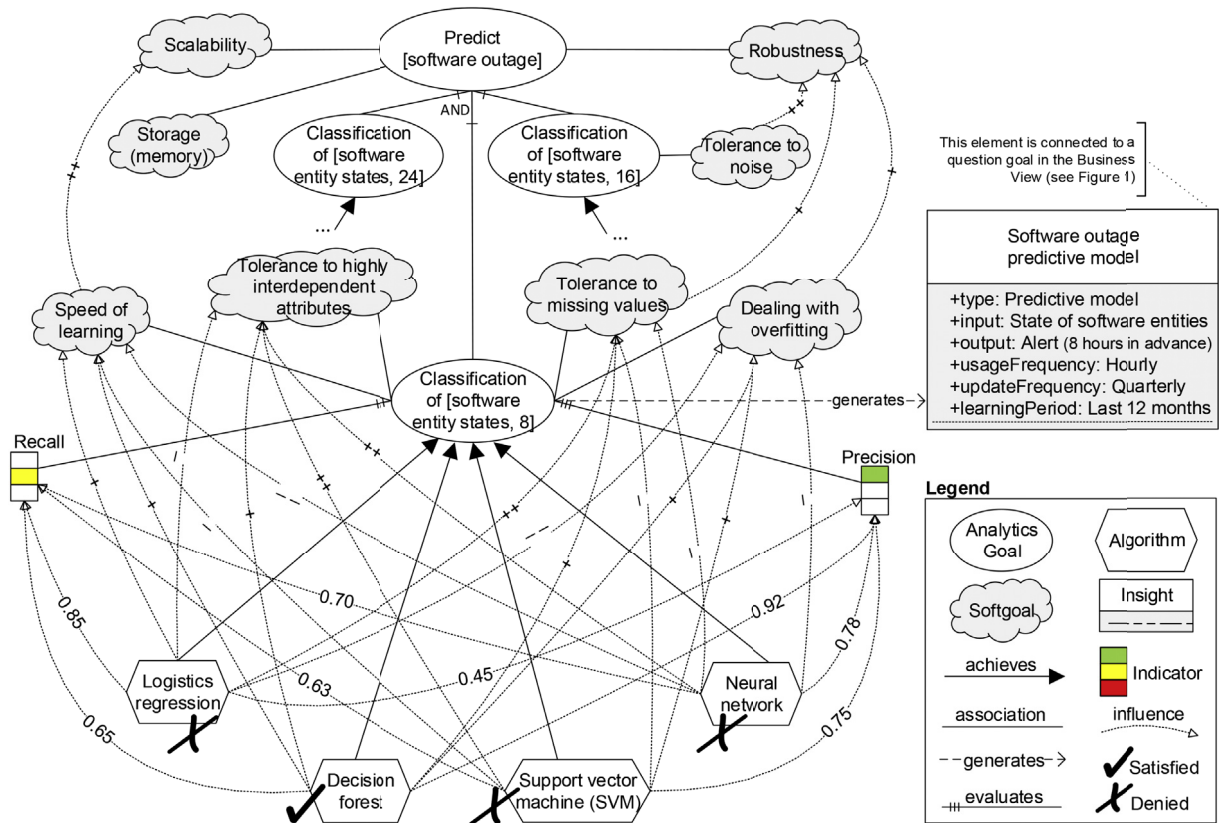 Scalability
Predict
[software outage]
Robustness
AND
Storage
(memory)
Classification
of [software
entity states, 24]
Classification
of [software
entity states, 16]
Tolerance to
noise
++
++
+
+
This element is connected to a
question goal in the Business
View (see Figure 1)
...
...
Software outage
predictive model
+type: Predictive model
+input: State of software entities
+output: Alert (8 hours in advance)
+usageFrequency: Hourly
+updateFrequency: Quarterly
+learningPeriod: Last 12 months
Tolerance to highly
interdependent
attributes
Tolerance to
missing values
Speed of
learning
Dealing with
overfitting
Classification
of [software
entity states, 8]
generates
Recall
Precision
0.85
0.70
0.92
0.78
0.63
0.45
0.75
0.65
Logistics
regression
Neural
network
Decision
forest
Support vector
machine (SVM)
Legend
Analytics
Goal
Algorithm
Softgoal
Insight
achieves
Indicator
association
influence
generates
Satisfied
evaluates
Denied